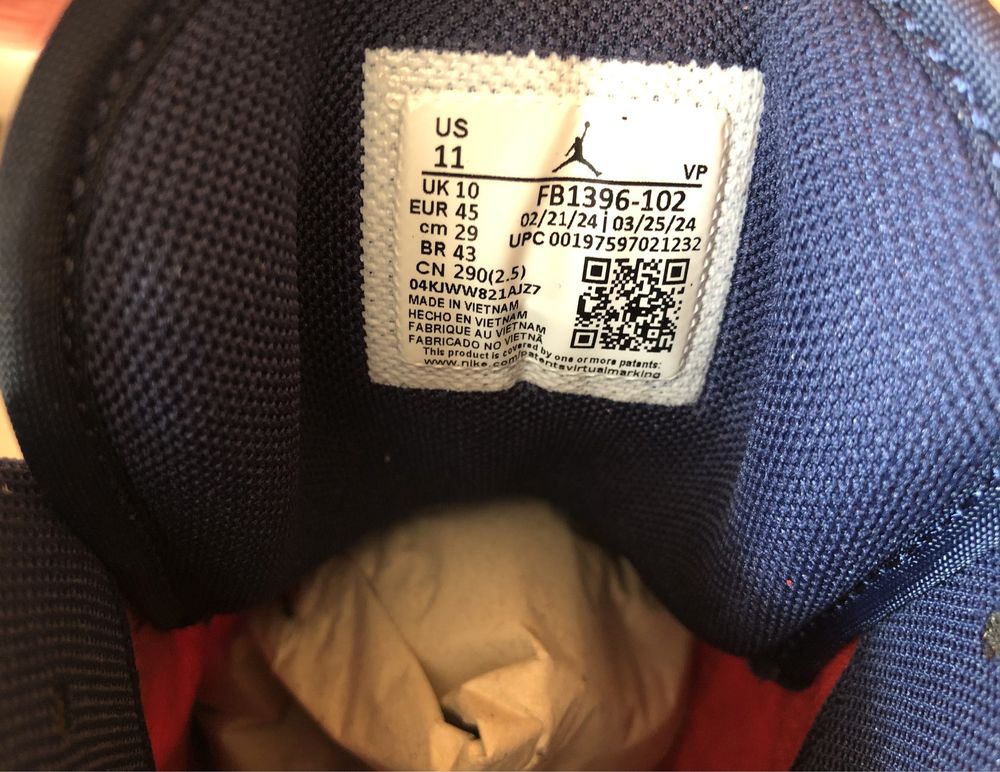 US
11
VP
UK 10
EUR 45
cm 29
BR 43
CN 290(2.5)
FB1396-102
02/21/24 | 03/25/24
UPC 00197597021232
04KJWW821AJZ7
MADE IN VIETNAM
HECHO EN VIETNAM
FABRIQUE AU VIETNAM
FABRICADO NO VIETNÃ
This product is covered by one or more patents:
www.nike.com/patentsvirtualmarking